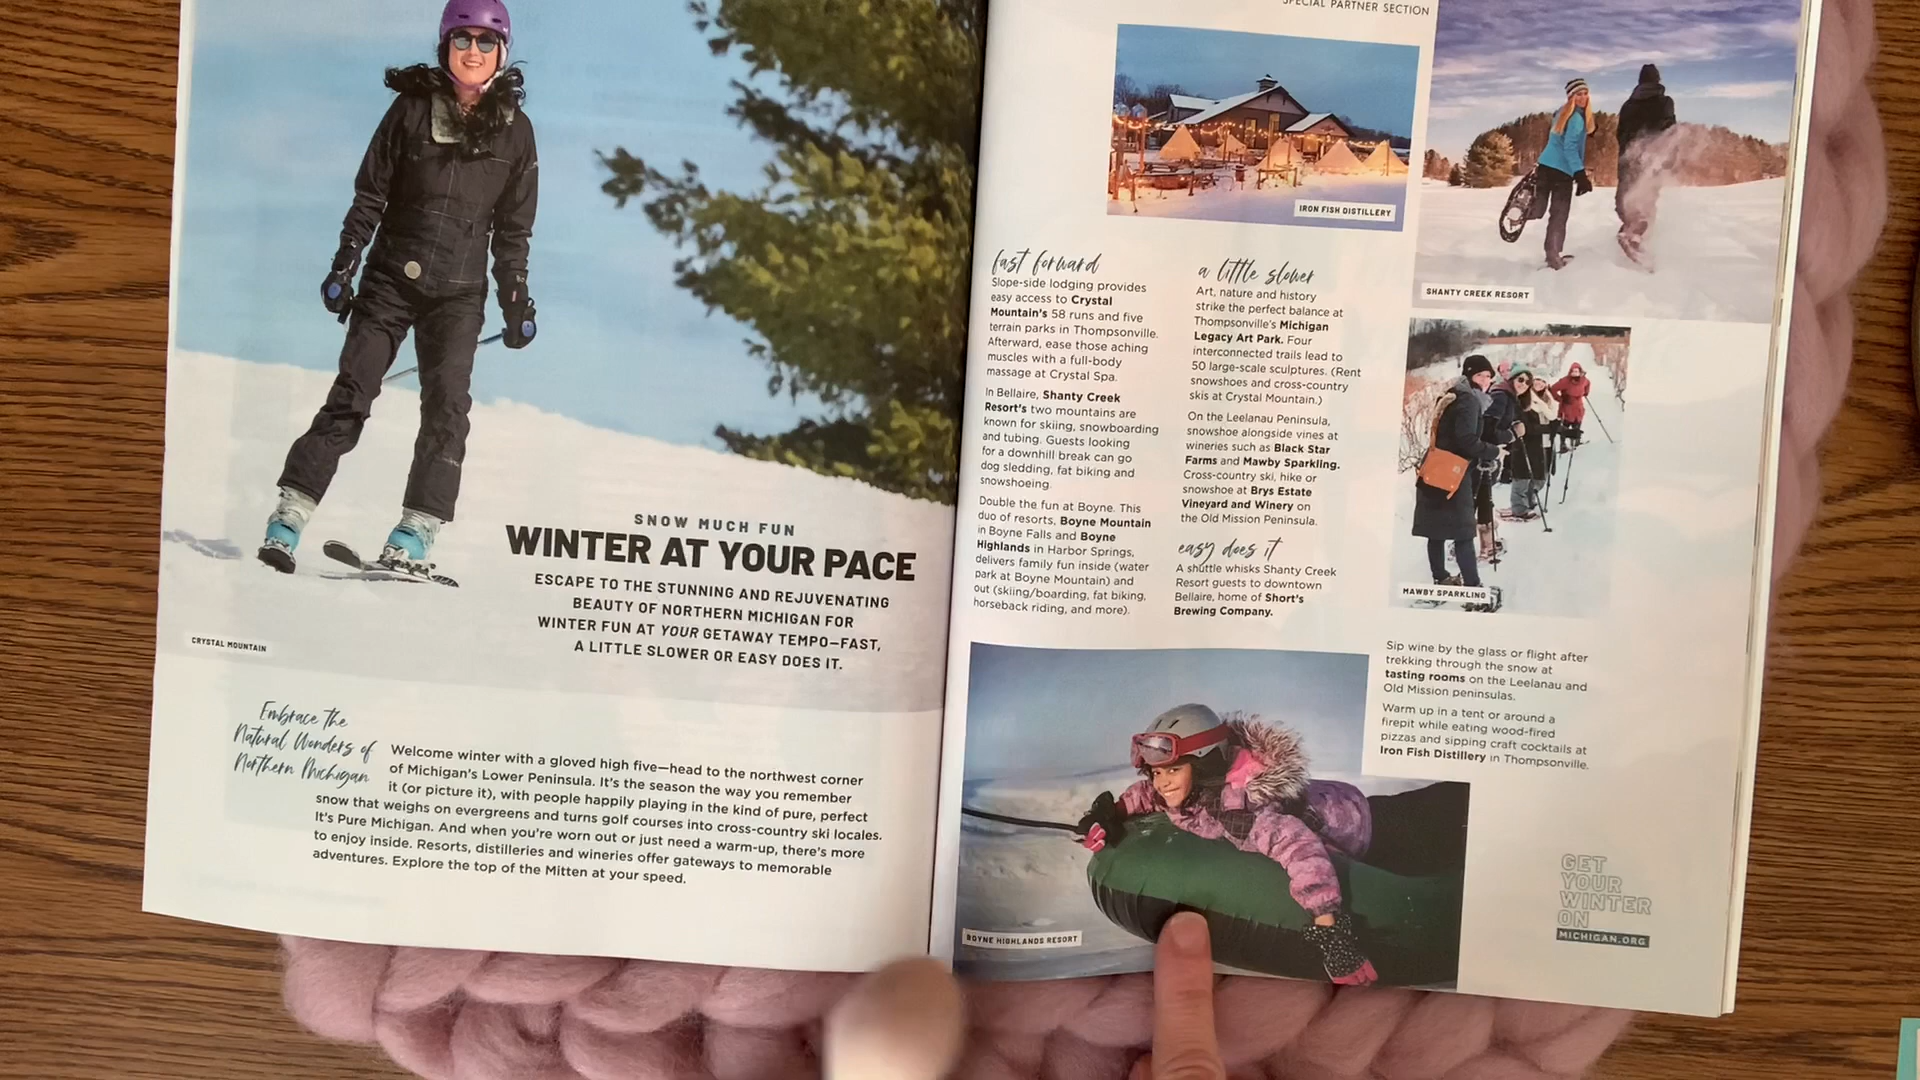 SNOW MUCH FUN
WINTER AT YOUR PACE
ESCAPE TO THE STUNNING AND REJUVENATING
BEAUTY OF NORTHERN MICHIGAN FOR
WINTER FUN AT YOUR GETAWAY TEMPO—FAST,
A LITTLE SLOWER OR EASY DOES IT.
CRYSTAL MOUNTAIN
Embrace the
Natural Wonders of
Northern Michigan
Welcome winter with a gloved high five—head to the northwest corner
of Michigan's Lower Peninsula. It's the season the way you remember
it (or picture it), with people happily playing in the kind of pure, perfect
snow that weighs on evergreens and turns golf courses into cross-country ski locales.
It's Pure Michigan. And when you're worn out or just need a warm-up, there's more
to enjoy inside. Resorts, distilleries and wineries offer gateways to memorable
adventures. Explore the top of the Mitten at your speed.
SPECIAL PARTNER SECTION
IRON FISH DISTILLERY
SHANTY CREEK RESORT
fast forward
Slope-side lodging provides
easy access to Crystal
Mountain's 58 runs and five
terrain parks in Thompsonville.
Afterward, ease those aching
muscles with a full-body
massage at Crystal Spa.
In Bellaire, Shanty Creek
Resort's two mountains are
known for skiing, snowboarding
and tubing. Guests looking
for a downhill break can go
dog sledding, fat biking and
snowshoeing.
Double the fun at Boyne. This
duo of resorts, Boyne Mountain
in Boyne Falls and Boyne
Highlands in Harbor Springs,
delivers family fun inside (water
park at Boyne Mountain) and
out (skiing/boarding, fat biking,
horseback riding, and more).
a little slower
Art, nature and history
strike the perfect balance at
Thompsonville's Michigan
Legacy Art Park. Four
interconnected trails lead to
50 large-scale sculptures. (Rent
snowshoes and cross-country
skis at Crystal Mountain.)
On the Leelanau Peninsula,
snowshoe alongside vines at
wineries such as Black Star
Farms and Mawby Sparkling.
Cross-country ski, hike or
snowshoe at Brys Estate
Vineyard and Winery on
the Old Mission Peninsula.
easy does it
A shuttle whisks Shanty Creek
Resort guests to downtown
Bellaire, home of Short's
Brewing Company.
MAWBY SPARKLING
Sip wine by the glass or flight after
trekking through the snow at
tasting rooms on the Leelanau and
Old Mission peninsulas.
Warm up in a tent or around a
firepit while eating wood-fired
pizzas and sipping craft cocktails at
Iron Fish Distillery in Thompsonville.
BOYNE HIGHLANDS RESORT
GET
YOUR
WINTER
ON
MICHIGAN.ORG